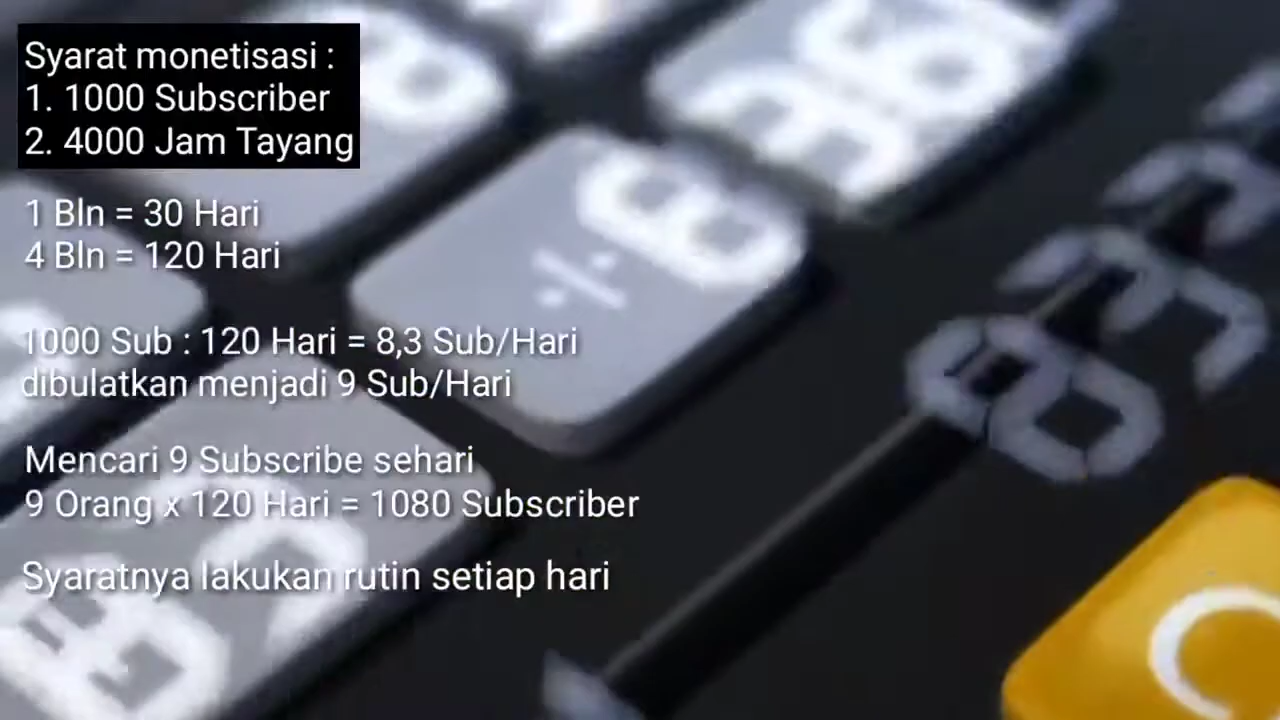 Syarat monetisasi :
1. 1000 Subscriber
2. 4000 Jam Tayang
1 Bln = 30 Hari
4 Bln = 120 Hari
1000 Sub : 120 Hari = 8,3 Sub/Hari
dibulatkan menjadi 9 Sub/Hari
Mencari 9 Subscribe sehari
9 Orang x 120 Hari = 1080 Subscriber
Syaratnya lakukan rutin setiap hari